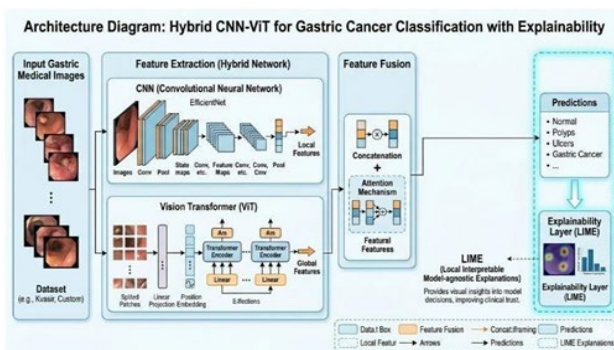 Architecture Diagram: Hybrid CNN-ViT for Gastric Cancer Classification with Explainability
Input Gastric
Medical Images
Dataset
(e.g., Kvasir, Custom)
Feature Extraction (Hybrid Network)
CNN (Convolutional Neural Network)
EfficientNet
Images
Conv
Pool
State
maps
Conv,
etc.
Feature
Maps
Conv,
etc.
Conv,
Cnv
Pool
Local
Features
Vision Transformer (ViT)
Splited
Patches
Linear
Projection
Position
Embedding
Am
Am
Transformer
Encoder
Transformer
Encoder
Linear
Linear
Global
Features
Feature Fusion
Concatenation
+
Attention
Mechanism
Featural
Featuress
Predictions
• Normal
• Polyps
• Ulcers
• Gastric Cancer
• ...
LIME
(Local Interpretable
Model-agnostic Explanations)
Provides visual insights into model
decisions, improving clinical trust.
Explainability
Layer (LIME)
Explainability Layer
(LIME)
Data.t Box
Feature Fusion
Predictions
Local Featur
Arrows
Predictions
LIME Explanations